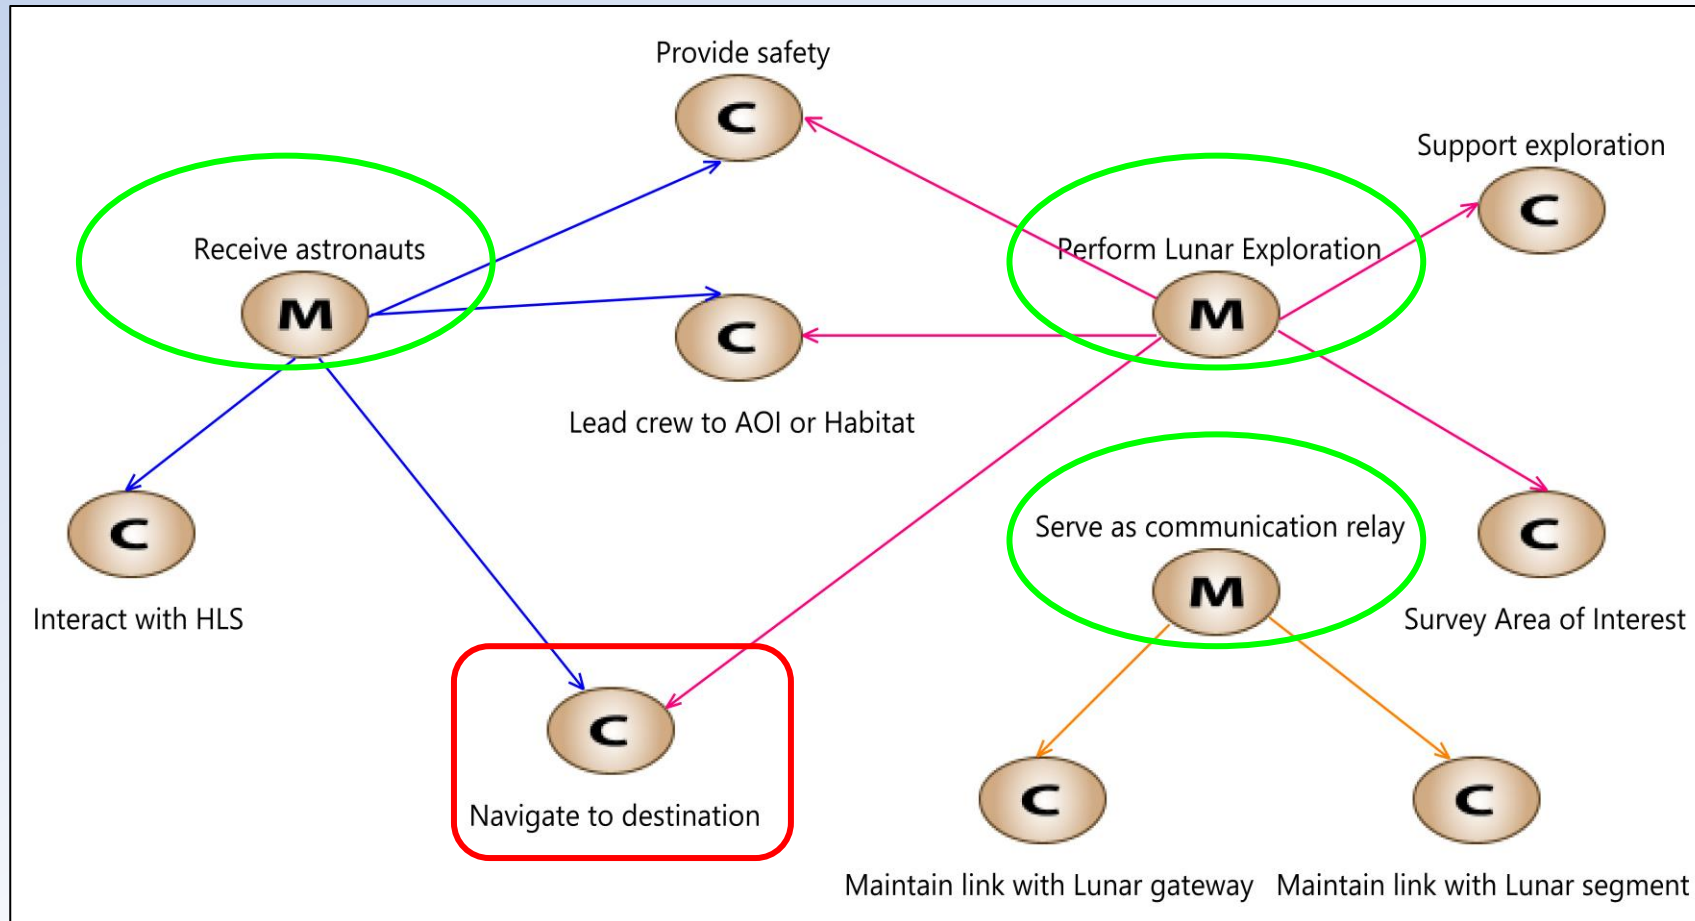 Provide safety
C
Support exploration
C
Receive astronauts
M
Perform Lunar Exploration
M
C
Lead crew to AOI or Habitat
C
Interact with HLS
Serve as communication relay
M
C
Survey Area of Interest
C
Navigate to destination
C
Maintain link with Lunar gateway
C
Maintain link with Lunar segment